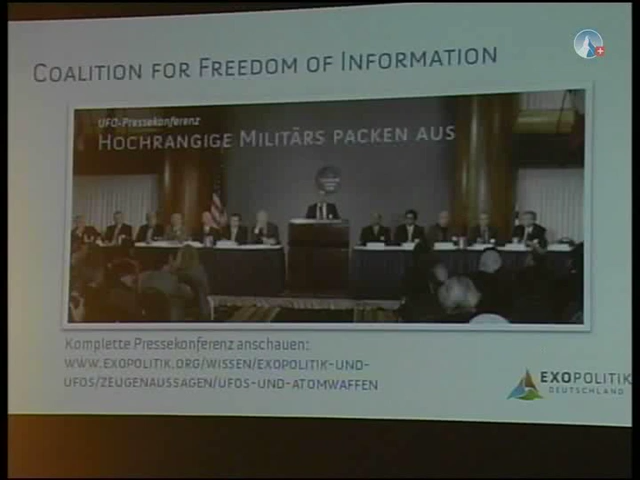 COALITION FOR FREEDOM OF INFORMATION
UFO-Pressekonferenz
HOCHRANGIGE MILITÄRS PACKEN AUS
Komplette Pressekonferenz anschauen:
WWW.EXOPOLITIK.ORG/WISSEN/EXOPOLITIK-UND-
UFOS/ZEUGENAUSSAGEN/UFOS-UND-ATOMWAFFEN
EXOPOLITIK
DEUTSCHLAND